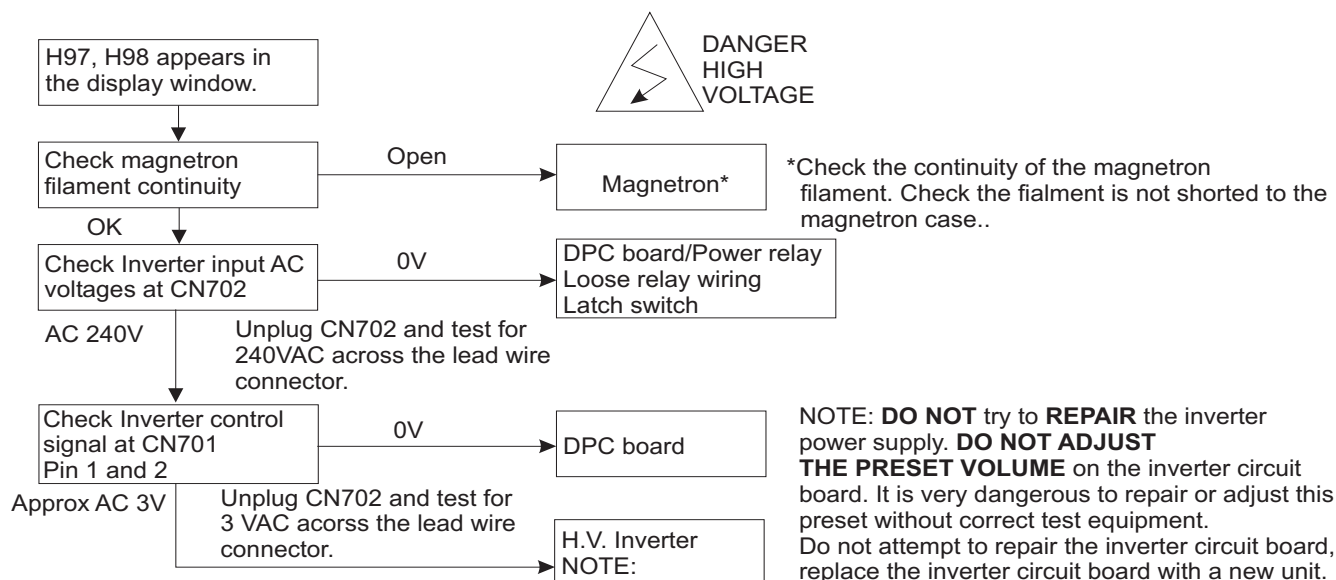 H97, H98 appears in
the display window.
DANGER
HIGH
VOLTAGE
Check magnetron
filament continuity
Open
Magnetron*
*Check the continuity of the magnetron
filament. Check the fialment is not shorted to the
magnetron case..
OK
Check Inverter input AC
voltages at CN702
0V
DPC board/Power relay
Loose relay wiring
Latch switch
AC 240V
Unplug CN702 and test for
240VAC across the lead wire
connector.
Check Inverter control
signal at CN701
Pin 1 and 2
0V
DPC board
Approx AC 3V
Unplug CN702 and test for
3 VAC acorss the lead wire
connector.
H.V. Inverter
NOTE:
NOTE: DO NOT try to REPAIR the inverter
power supply. DO NOT ADJUST
THE PRESET VOLUME on the inverter circuit
board. It is very dangerous to repair or adjust this
preset without correct test equipment.
Do not attempt to repair the inverter circuit board,
replace the inverter circuit board with a new unit.